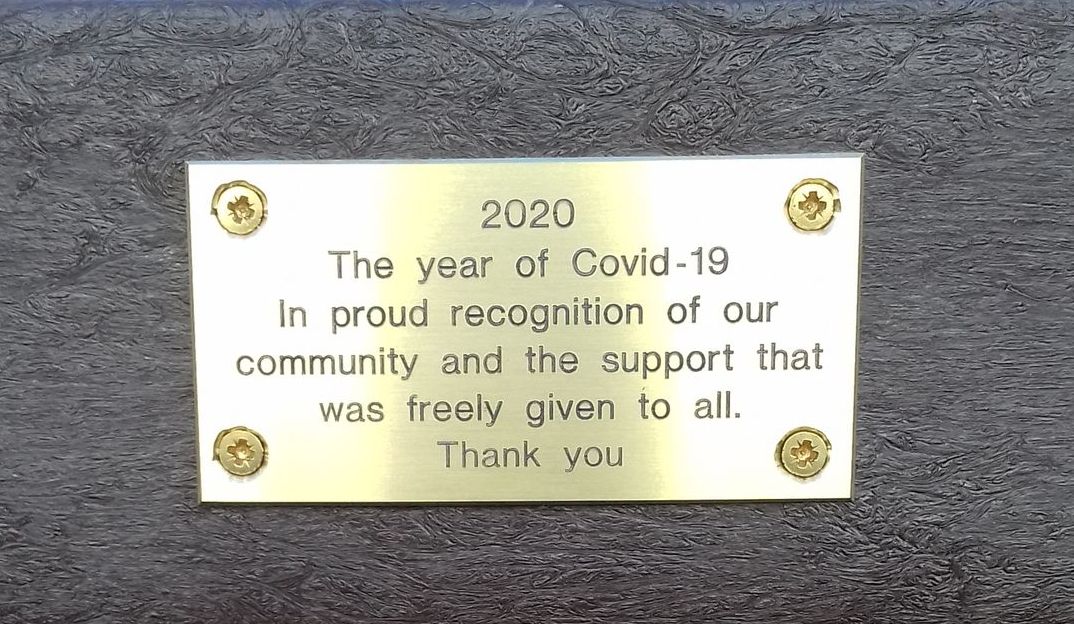 2020
The year of Covid-19
In proud recognition of our
community and the support that
was freely given to all.
Thank you